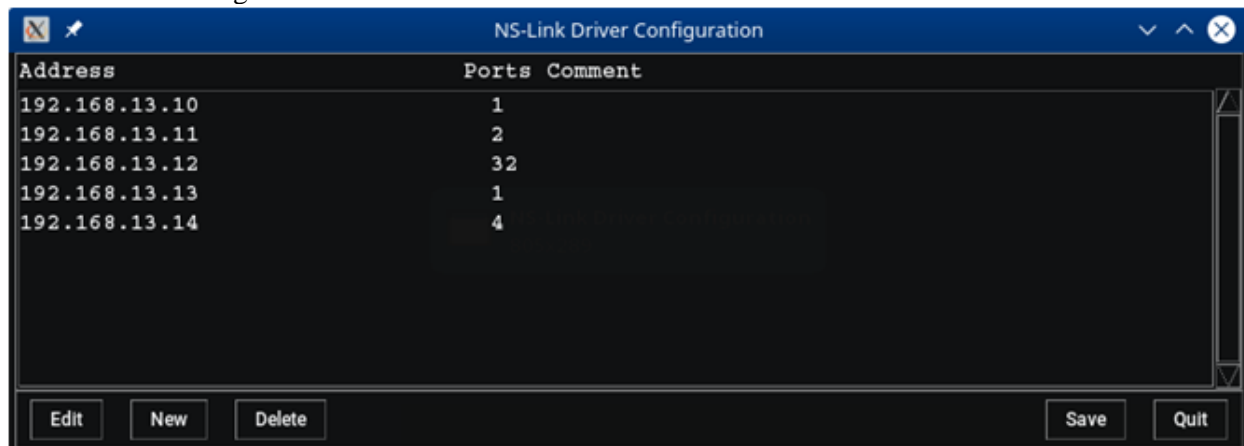 NS-Link Driver Configuration
Address Ports Comment
192.168.13.10 1
192.168.13.11 2
192.168.13.12 32
192.168.13.13 1
192.168.13.14 4
Edit New Delete Save Quit